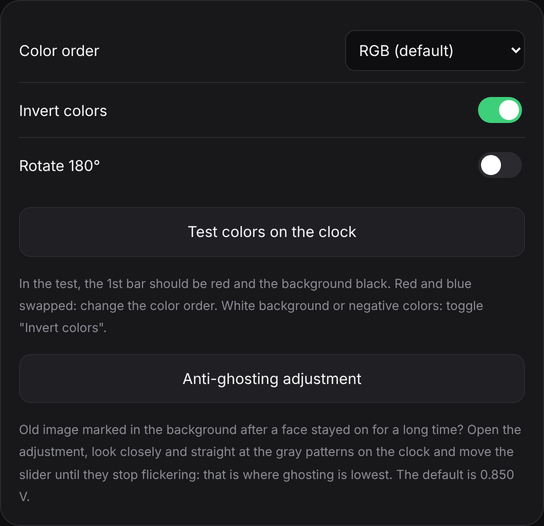 Color order
RGB (default)
Invert colors
Rotate 180°
Test colors on the clock
In the test, the 1st bar should be red and the background black. Red and blue
swapped: change the color order. White background or negative colors: toggle
"Invert colors".
Anti-ghosting adjustment
Old image marked in the background after a face stayed on for a long time? Open the
adjustment, look closely and straight at the gray patterns on the clock and move the
slider until they stop flickering: that is where ghosting is lowest. The default is 0.850
V.